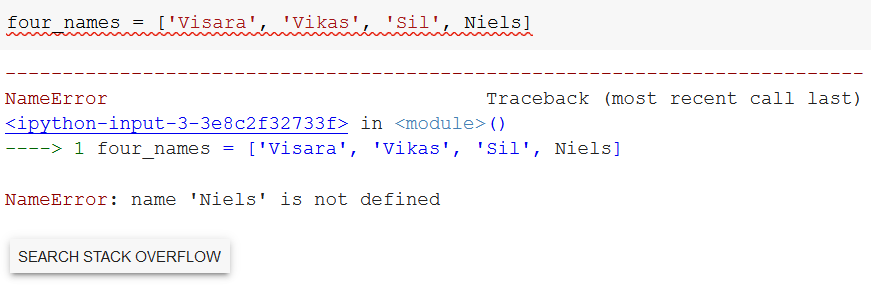 four_names = ['Visara', 'Vikas', 'Sil', Niels]
---------------------------------------------------------------------------
NameError Traceback (most recent call last)
<ipython-input-3-3e8c2f32733f> in <module>()
----> 1 four_names = ['Visara', 'Vikas', 'Sil', Niels]
NameError: name 'Niels' is not defined
SEARCH STACK OVERFLOW